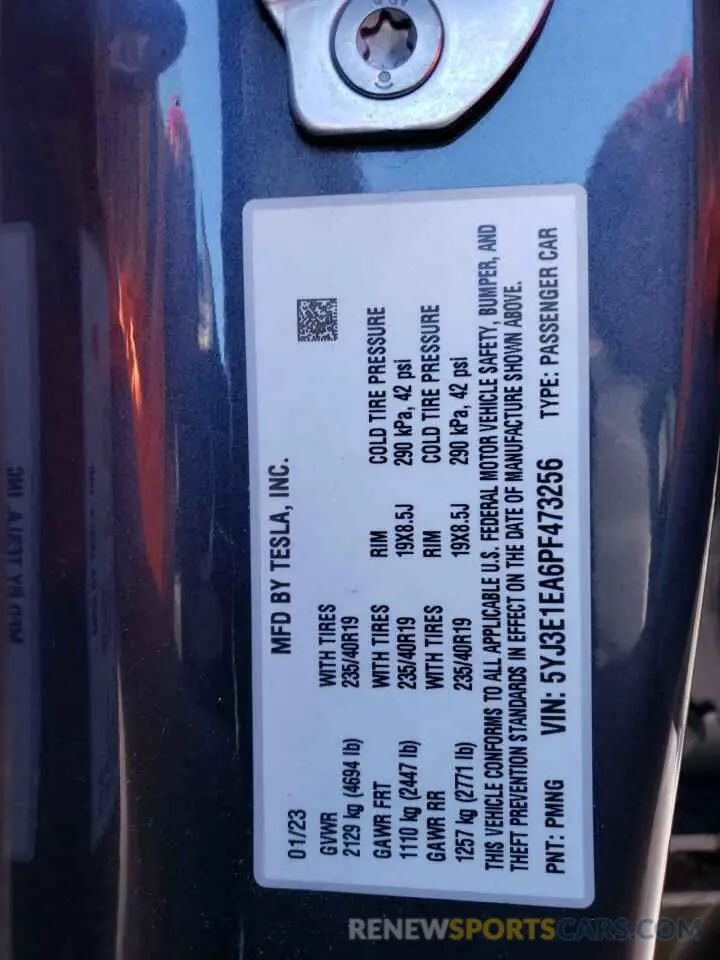 MFD BY TESLA, INC.
01/23
GVWR WITH TIRES
2129 kg (4694 lb) 235/40R19
GAWR FRT WITH TIRES RIM COLD TIRE PRESSURE
1110 kg (2447 lb) 235/40R19 19X8.5J 290 kPa, 42 psi
GAWR RR WITH TIRES RIM COLD TIRE PRESSURE
1257 kg (2771 lb) 235/40R19 19X8.5J 290 kPa, 42 psi
THIS VEHICLE CONFORMS TO ALL APPLICABLE U.S. FEDERAL MOTOR VEHICLE SAFETY, BUMPER, AND
THEFT PREVENTION STANDARDS IN EFFECT ON THE DATE OF MANUFACTURE SHOWN ABOVE.
PNT: PMNG VIN: 5YJ3E1EA6PF473256 TYPE: PASSENGER CAR
RENEWSPORTSCARS.COM